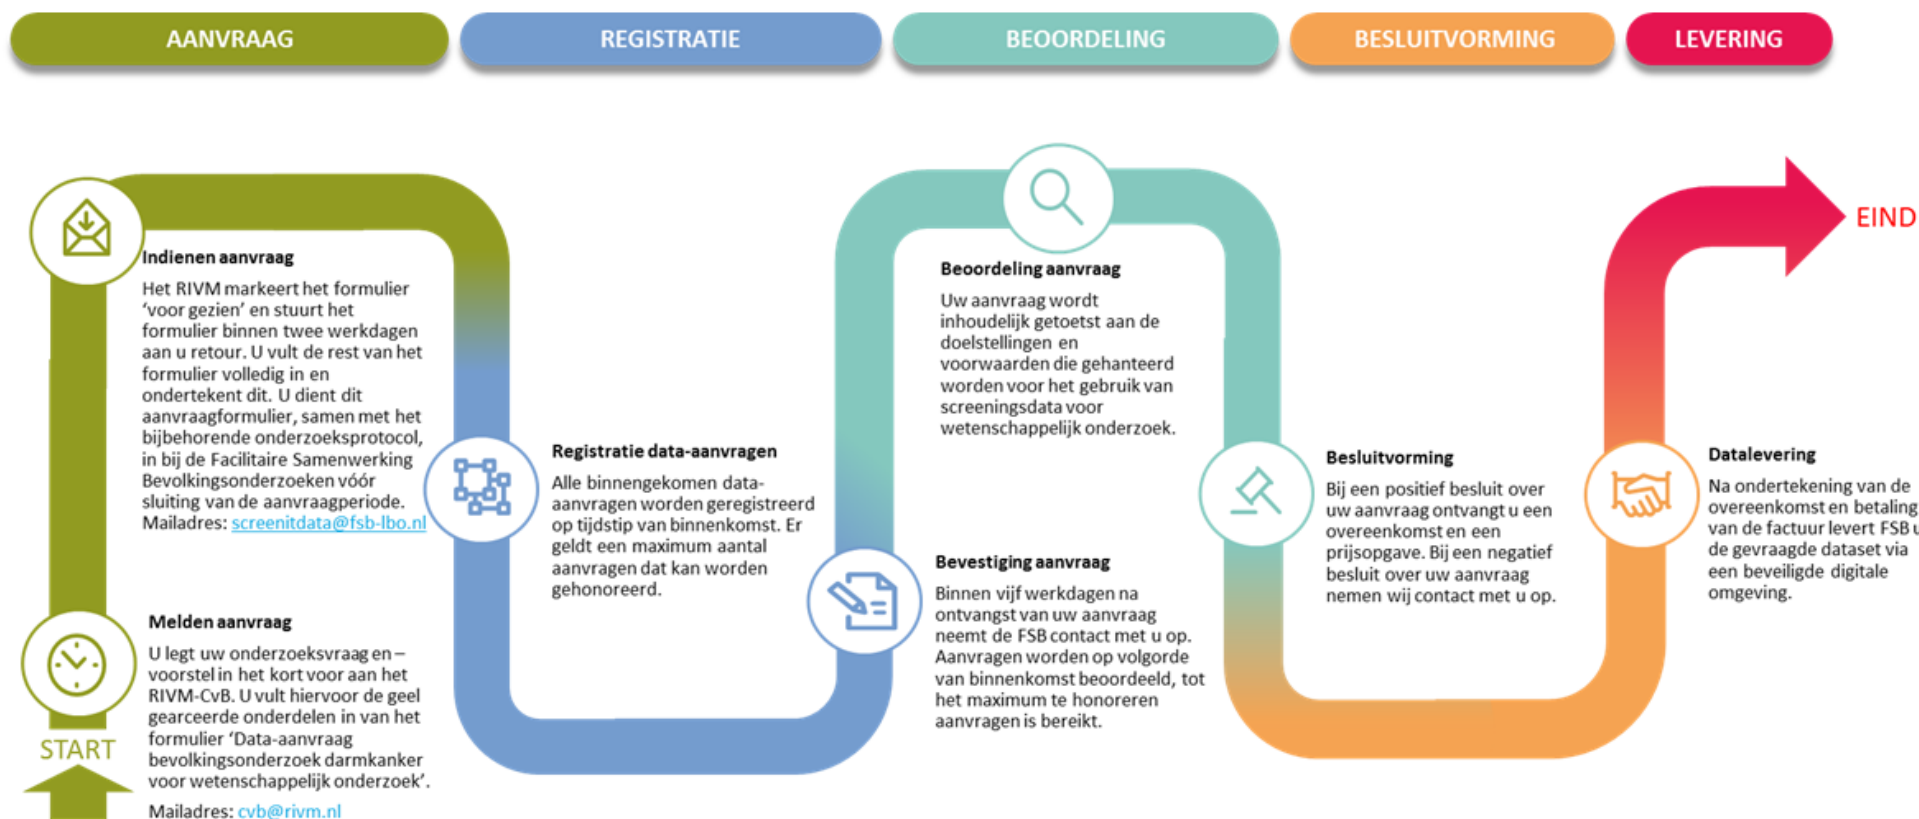 AANVRAAG
REGISTRATIE
BEOORDELING
BESLUITVORMING
LEVERING
Indienen aanvraag
Het RIVM markeert het formulier
‘voor gezien’ en stuurt het
formulier binnen twee werkdagen
aan u retour. U vult de rest van het
formulier volledig in en
ondertekent dit. U dient dit
aanvraagformulier, samen met het
bijbehorende onderzoeksprotocol,
in bij de Facilitaire Samenwerking
Bevolkingsonderzoeken vóór
sluiting van de aanvraagperiode.
Mailadres: screenitdata@fsb-lbo.nl
Melden aanvraag
U legt uw onderzoeksvraag en –
voorstel in het kort voor aan het
RIVM-CvB. U vult hiervoor de geel
gearceerde onderdelen in van het
formulier ‘Data-aanvraag
bevolkingsonderzoek darmkanker
voor wetenschappelijk onderzoek’.
Mailadres: cvb@rivm.nl
START
Registratie data-aanvragen
Alle binnengekomen data-
aanvragen worden geregistreerd
op tijdstip van binnenkomst. Er
geldt een maximum aantal
aanvragen dat kan worden
gehonoreerd.
Beoordeling aanvraag
Uw aanvraag wordt
inhoudelijk getoetst aan de
doelstellingen en
voorwaarden die gehanteerd
worden voor het gebruik van
screeningsdata voor
wetenschappelijk onderzoek.
Bevestiging aanvraag
Binnen vijf werkdagen na
ontvangst van uw aanvraag
neemt de FSB contact met u op.
Aanvragen worden op volgorde
van binnenkomst beoordeeld, tot
het maximum te honoreren
aanvragen is bereikt.
Besluitvorming
Bij een positief besluit over
uw aanvraag ontvangt u een
overeenkomst en een
prijsopgave. Bij een negatief
besluit over uw aanvraag
nemen wij contact met u op.
EIND
Datalevering
Na ondertekening van de
overeenkomst en betaling
van de factuur levert FSB u
de gevraagde dataset via
een beveiligde digitale
omgeving.